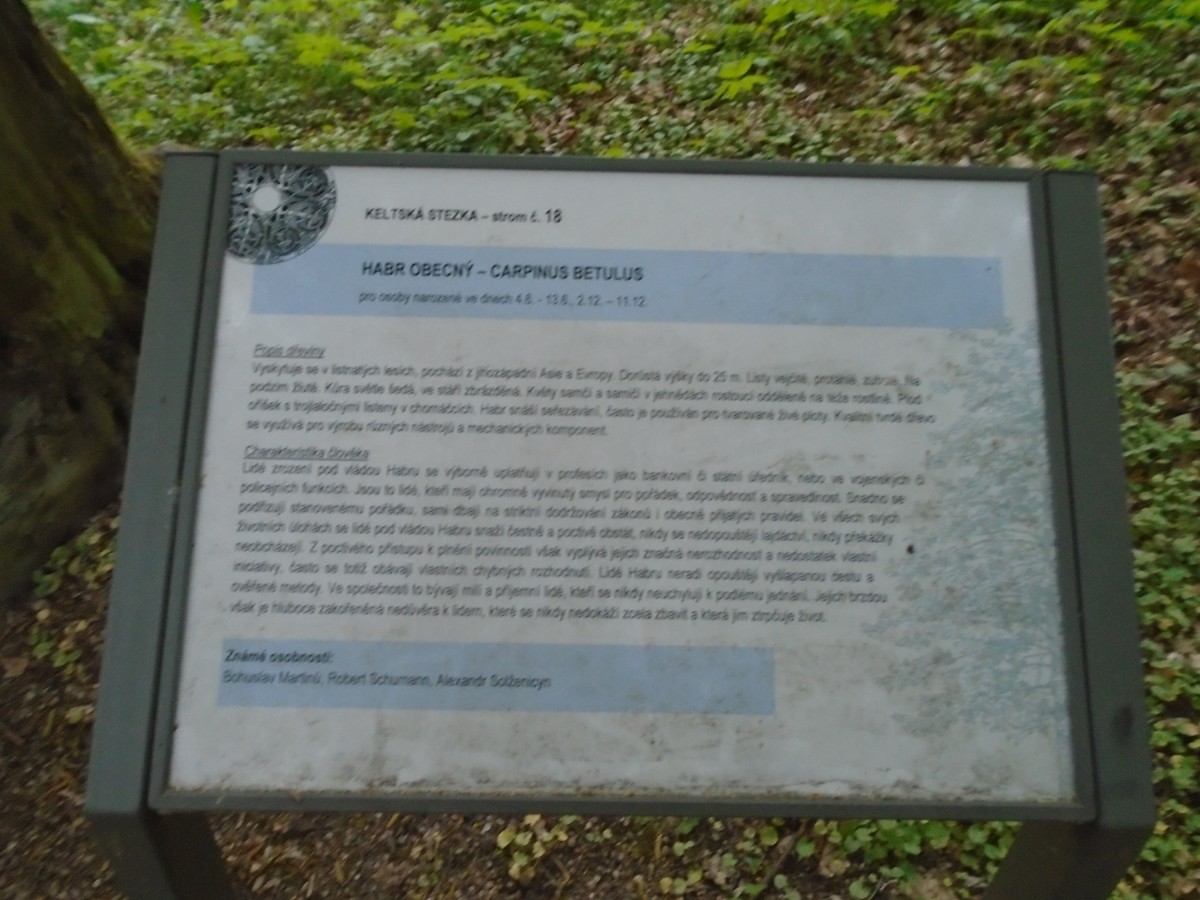 KELTSKÁ STEZKA – strom č. 18
HABR OBECNÝ – CARPINUS BETULUS
pro osoby narozené ve dnech 4.6. - 13.6., 2.12. – 11.12.
Popis dřeviny
Vyskytuje se v listnatých lesích, pochází z jihozápadní Asie a Evropy. Dorůstá výšky do 25 m. Listy vejčité, protáhlé, zubaté. Na
podzim žluté. Kůra světle šedá, ve stáří zbrázděná. Květy samčí a samičí v jehnědách rostoucí odděleně na téže rostlině. Plod
oříšek s trojlaločnými listeny v chomáčcích. Habr snáší seřezávání, často je používán pro tvarované živé ploty. Kvalitní tvrdé dřevo
se využívá pro výrobu různých nástrojů a mechanických komponent.
Charakteristika člověka
Lidé zrození pod vládou Habru se výborně uplatňují v profesích jako bankovní či státní úředník, nebo ve vojenských či
policejních funkcích. Jsou to lidé, kteří mají ohromně vyvinutý smysl pro pořádek, odpovědnost a spravedlnost. Snadno se
podřizují stanovenému pořádku, sami dbají na striktní dodržování zákonů i obecně přijatých pravidel. Ve všech svých
životních úlohách se lidé pod vládou Habru snaží čestně a poctivě obstát, nikdy se nedopouštějí lajdáctví, nikdy překážky
neobcházejí. Z poctivého přístupu k plnění povinností však vyplývá jejich značná nerozhodnost a nedostatek vlastní
iniciativy, často se totiž obávají vlastních chybných rozhodnutí. Lidé Habru neradi opouštějí vyšlapanou cestu a
ověřené metody. Ve společnosti to bývají milí a příjemní lidé, kteří se nikdy neuchytují k podlému jednání. Jejich brzdou
však je hluboce zakořeněná nedůvěra k lidem, které se nikdy nedokáží zcela zbavit a která jim ztrpčuje život.
Známé osobnosti:
Bohuslav Martinů, Robert Schumann, Alexandr Solženicyn